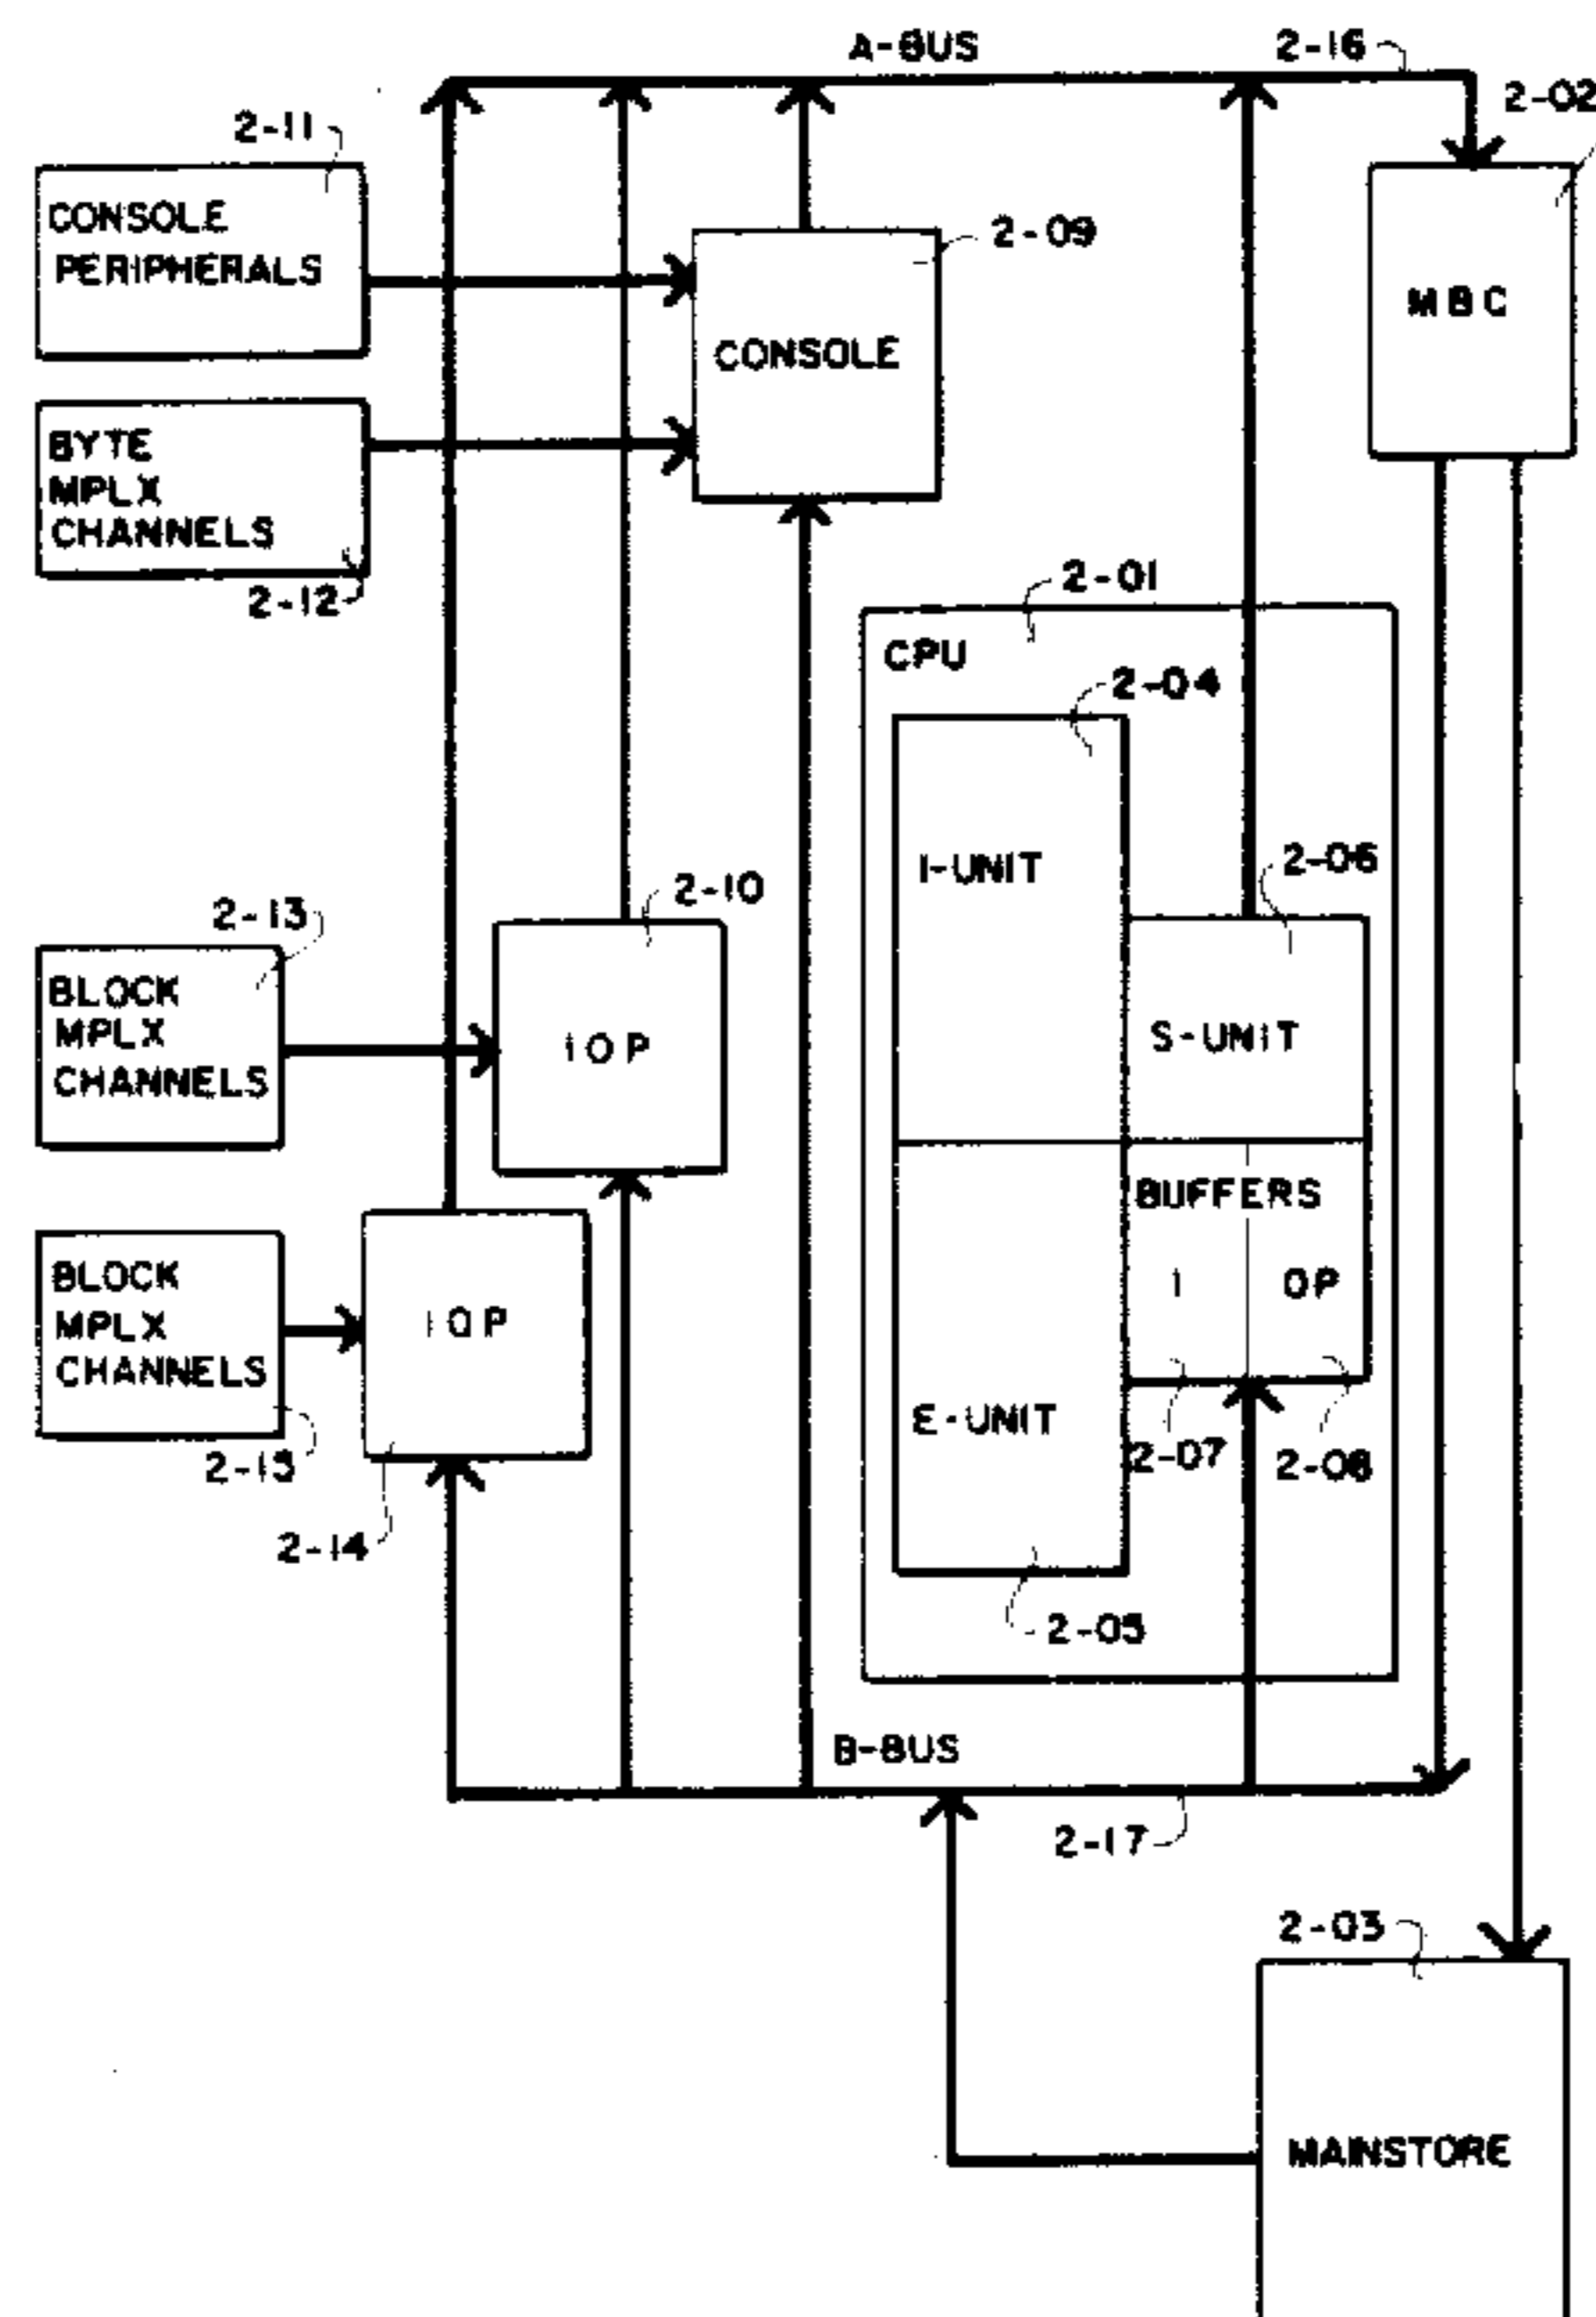 A-BUS
2-16
2-02
2-11
CONSOLE
PERIPHERALS
2-09
MBC
CONSOLE
BYTE
MPLX
CHANNELS
2-12
2-01
CPU
2-04
I-UNIT
2-06
2-10
2-13
BLOCK
MPLX
CHANNELS
IOP
S-UNIT
BUFFERS
I
OP
BLOCK
MPLX
CHANNELS
IOP
E-UNIT
2-07
2-08
2-15
2-14
2-05
B-BUS
2-17
2-03
MAINSTORE